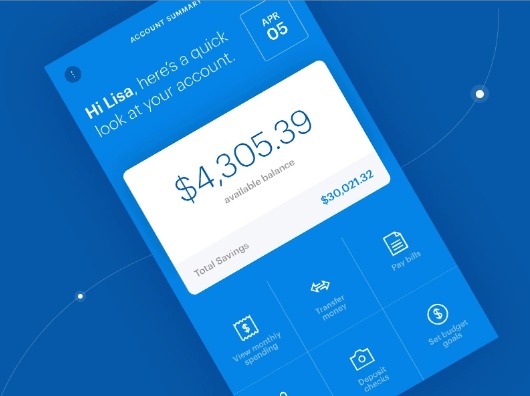 ACCOUNT SUMMARY
APR
05
Hi Lisa, here's a quick
look at your account.
$4,305.39
available balance
Total Savings
$30,021.32
View monthly
spending
Transfer
money
Pay bills
Deposit
checks
Set budget
goals